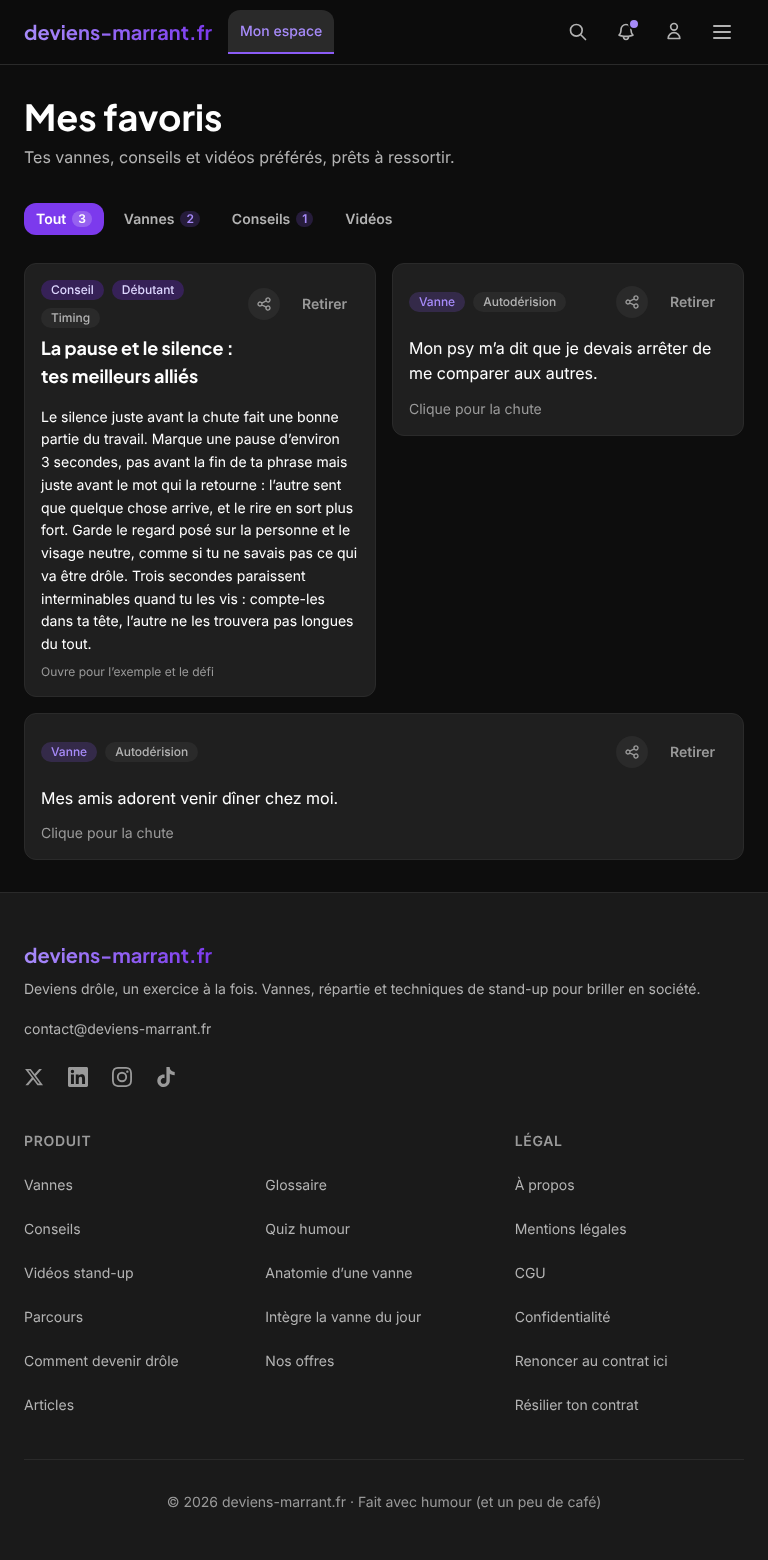 deviens-marrant.fr
Mon espace
Mes favoris
Tes vannes, conseils et vidéos préférés, prêts à ressortir.
Tout 3
Vannes 2
Conseils 1
Vidéos
Conseil
Débutant
Timing
Retirer
La pause et le silence :
tes meilleurs alliés
Le silence juste avant la chute fait une bonne
partie du travail. Marque une pause d’environ
3 secondes, pas avant la fin de ta phrase mais
juste avant le mot qui la retourne : l’autre sent
que quelque chose arrive, et le rire en sort plus
fort. Garde le regard posé sur la personne et le
visage neutre, comme si tu ne savais pas ce qui
va être drôle. Trois secondes paraissent
interminables quand tu les vis : compte-les
dans ta tête, l’autre ne les trouvera pas longues
du tout.
Ouvre pour l’exemple et le défi
Vanne
Autodérision
Retirer
Mon psy m’a dit que je devais arrêter de
me comparer aux autres.
Clique pour la chute
Vanne
Autodérision
Retirer
Mes amis adorent venir dîner chez moi.
Clique pour la chute
deviens-marrant.fr
Deviens drôle, un exercice à la fois. Vannes, répartie et techniques de stand-up pour briller en société.
contact@deviens-marrant.fr
PRODUIT
Vannes
Conseils
Vidéos stand-up
Parcours
Comment devenir drôle
Articles
Glossaire
Quiz humour
Anatomie d’une vanne
Intègre la vanne du jour
Nos offres
LÉGAL
À propos
Mentions légales
CGU
Confidentialité
Renoncer au contrat ici
Résilier ton contrat
© 2026 deviens-marrant.fr · Fait avec humour (et un peu de café)